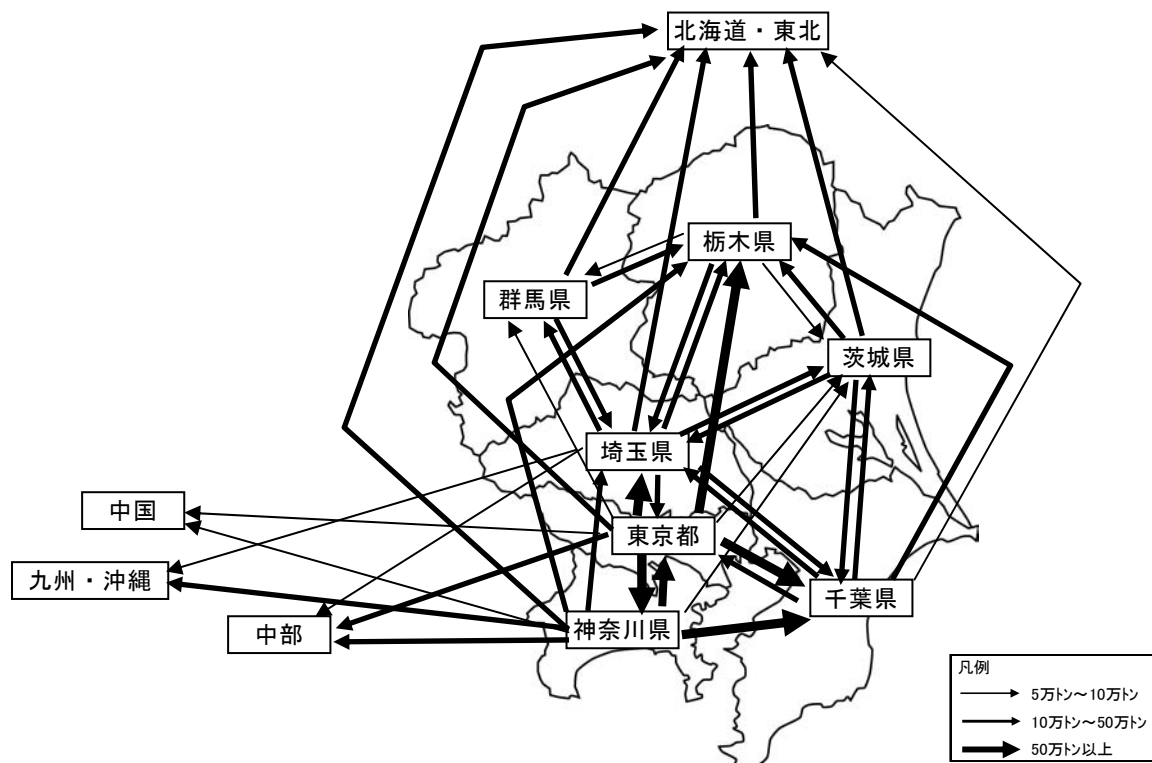 北海道・東北
栃木県
群馬県
茨城県
埼玉県
中国
東京都
九州・沖縄
千葉県
中部
神奈川県
凡例
5万トン～10万トン
10万トン～50万トン
50万トン以上